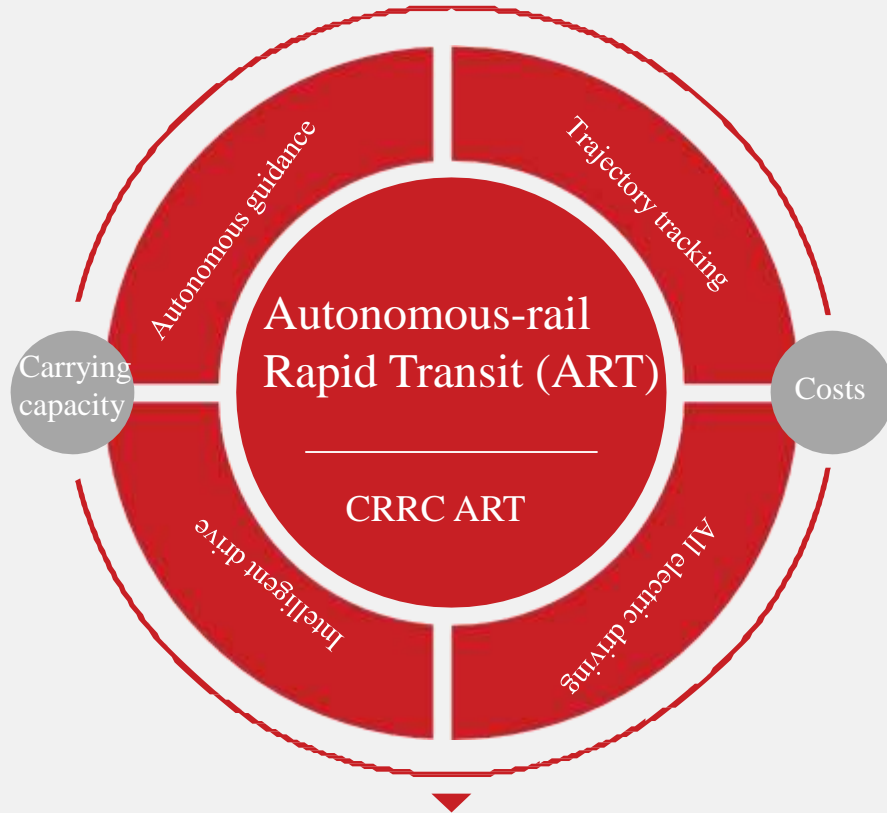 Autonomous guidance
Trajectory tracking
Autonomous-rail
Rapid Transit (ART)
Carrying
capacity
Costs
CRRC ART
Intelligent drive
All electric driving